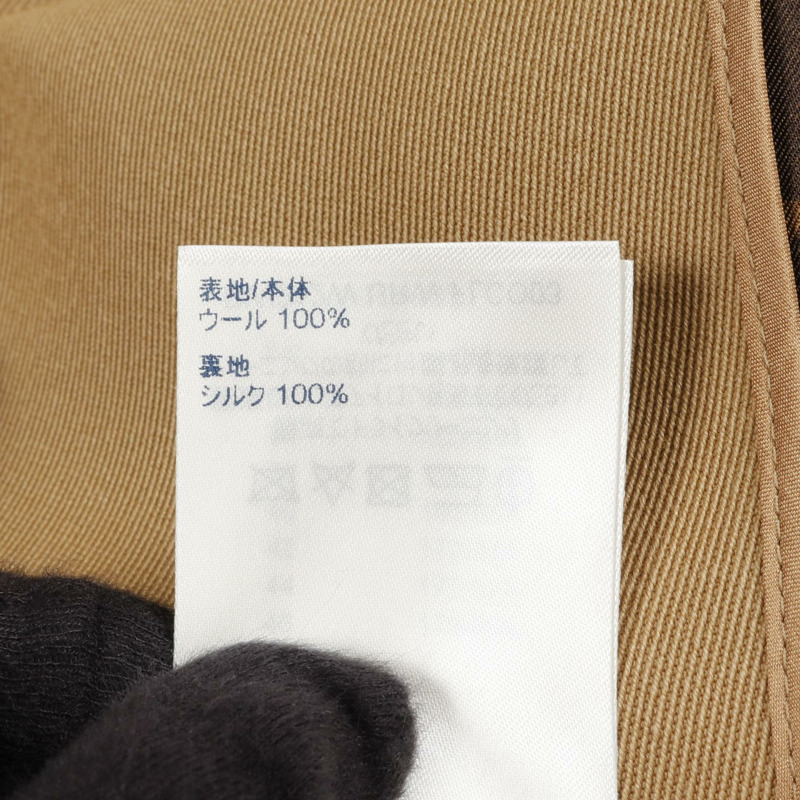 表地/本体
ウール 100%
裏地
シルク 100%